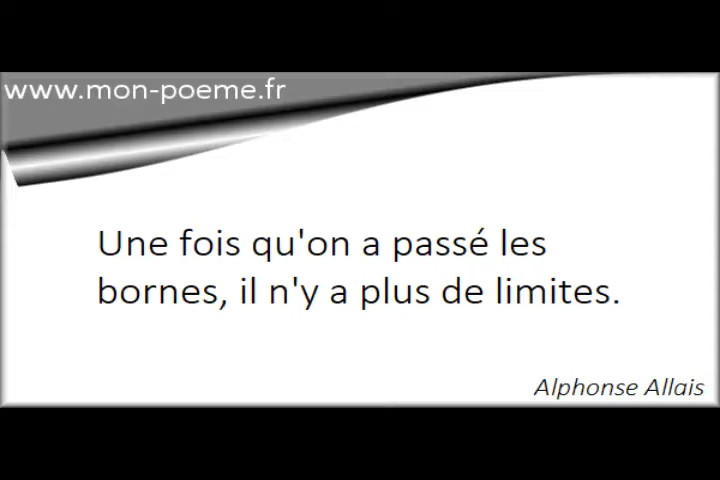 www.mon-poeme.fr
Une fois qu'on a passé les
bornes, il n'y a plus de limites.
Alphonse Allais